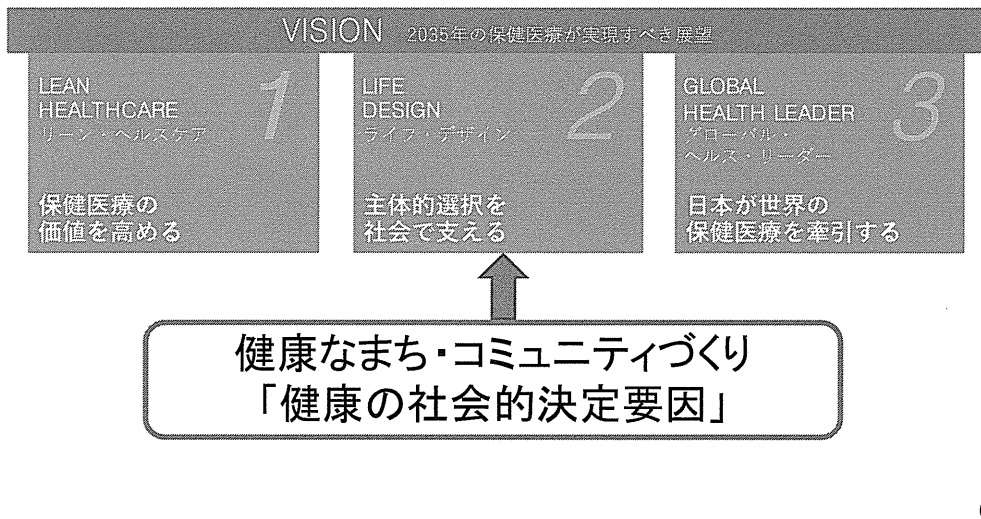 VISION 2035年の保健医療が実現すべき展望
LEAN
HEALTHCARE
リーン・ヘルスケア
1
保健医療の
価値を高める
LIFE
DESIGN
ライフ・デザイン
2
主体的選択を
社会で支える
GLOBAL
HEALTH LEADER
グローバル・
ヘルス・リーダー
3
日本が世界の
保健医療を牽引する
健康なまち・コミュニティづくり
「健康の社会的決定要因」